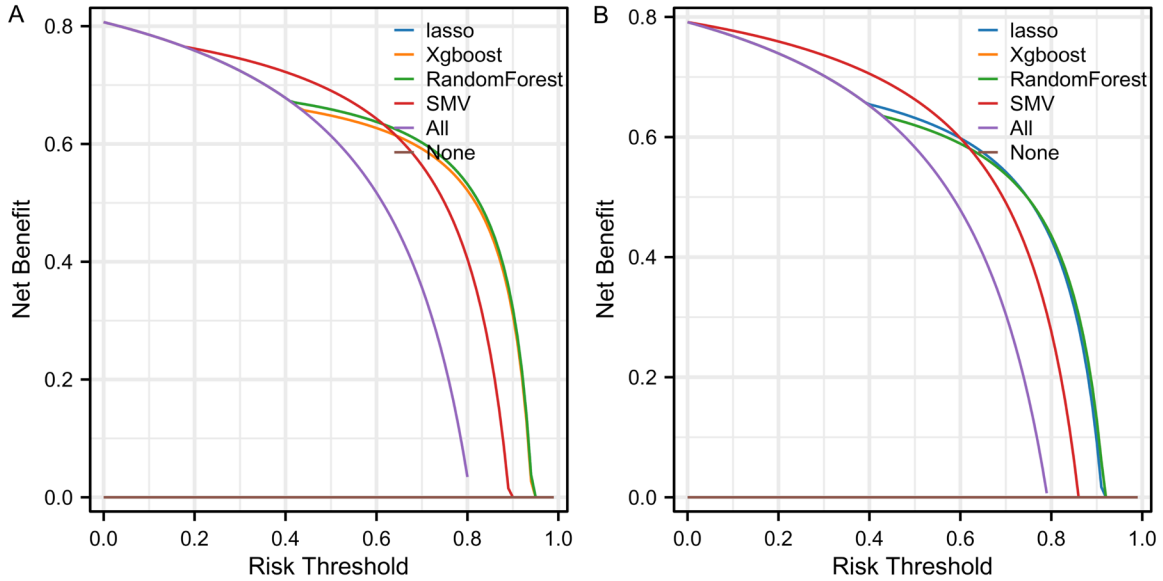 A
Net Benefit
0.8
0.6
0.4
0.2
0.0
0.0 0.2 0.4 0.6 0.8 1.0
Risk Threshold
lasso
Xgboost
RandomForest
SMV
All
None
B
Net Benefit
0.8
0.6
0.4
0.2
0.0
0.0 0.2 0.4 0.6 0.8 1.0
Risk Threshold
lasso
Xgboost
RandomForest
SMV
All
None